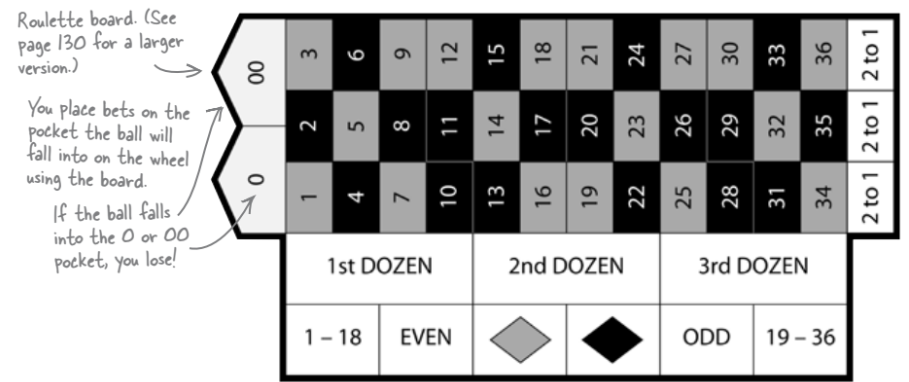 Roulette board. (See
page 130 for a larger
version.)
You place bets on the
pocket the ball will
fall into on the wheel
using the board.
If the ball falls
into the 0 or 00
pocket, you lose!
00
3 6 9 12 15 18 21 24 27 30 33 36 2 to 1
2 5 8 11 14 17 20 23 26 29 32 35 2 to 1
0
1 4 7 10 13 16 19 22 25 28 31 34 2 to 1
1st DOZEN 2nd DOZEN 3rd DOZEN
1 – 18 EVEN ODD 19 – 36